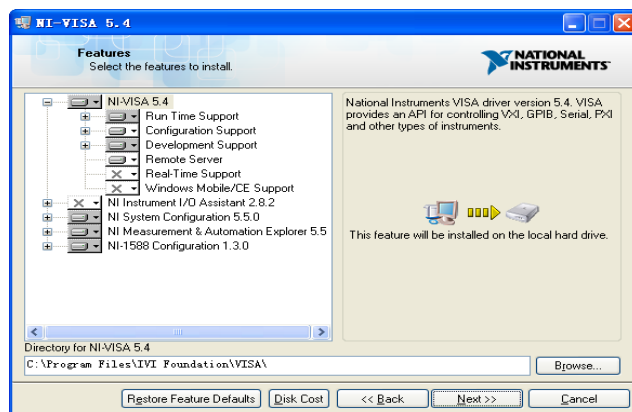 NI-VISA 5.4
Features
Select the features to install.
NATIONAL
INSTRUMENTS
NI-VISA 5.4
Run Time Support
Configuration Support
Development Support
Remote Server
Real-Time Support
Windows Mobile/CE Support
NI Instrument I/O Assistant 2.8.2
NI System Configuration 5.5.0
NI Measurement & Automation Explorer 5.5
NI-1588 Configuration 1.3.0
National Instruments VISA driver version 5.4. VISA
provides an API for controlling VXI, GPIB, Serial, PXI
and other types of instruments.
This feature will be installed on the local hard drive.
Directory for NI-VISA 5.4
C:\Program Files\IVI Foundation\VISA\
Browse...
Restore Feature Defaults Disk Cost << Back Next >> Cancel